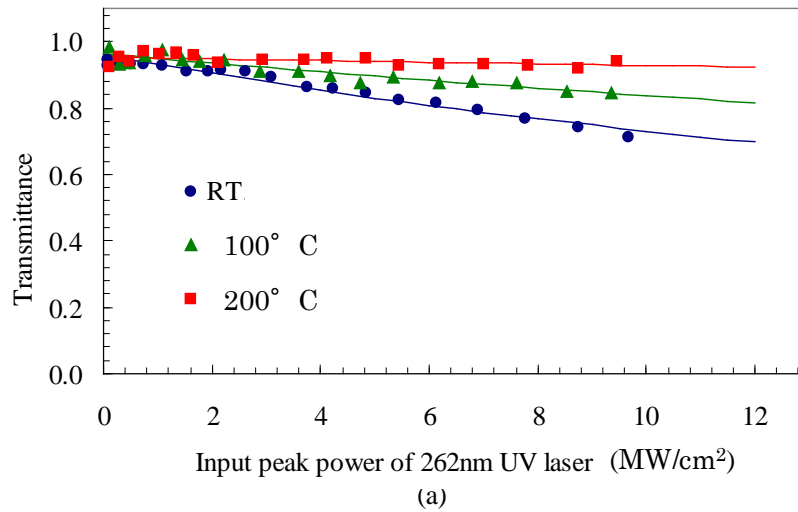 1.0
0.8
0.6
0.4
0.2
0.0
Transmittance
RT
100° C
200° C
0 2 4 6 8 10 12
Input peak power of 262nm UV laser (MW/cm²)
(a)